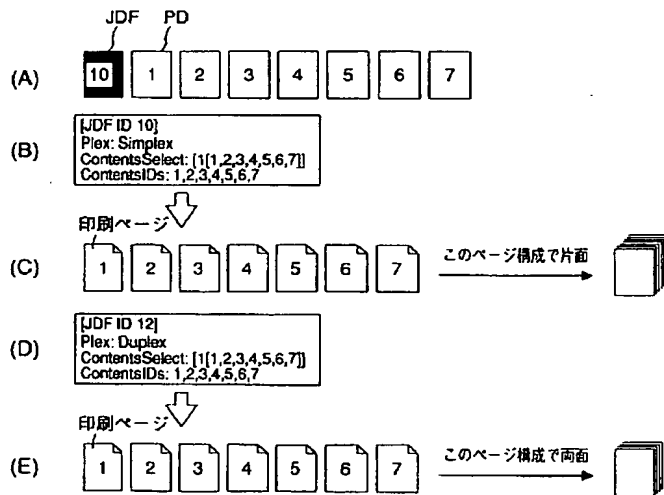 JDF PD
(A) 10 1 2 3 4 5 6 7
(B)
[JDF ID 10]
Plex: Simplex
ContentsSelect: [1[1,2,3,4,5,6,7]]
ContentsIDs: 1,2,3,4,5,6,7
印刷ページ
(C) 1 2 3 4 5 6 7 このページ構成で片面
(D)
[JDF ID 12]
Plex: Duplex
ContentsSelect: [1[1,2,3,4,5,6,7]]
ContentsIDs: 1,2,3,4,5,6,7
印刷ページ
(E) 1 2 3 4 5 6 7 このページ構成で両面